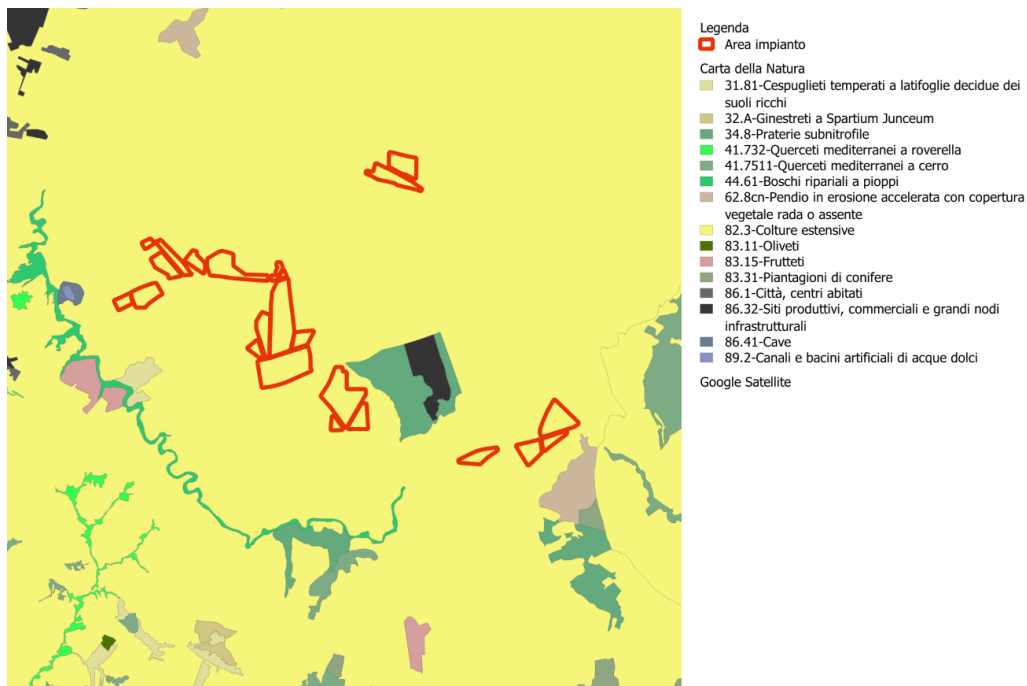 Legenda
Area impianto
Carta della Natura
31.81-Cespuglieti temperati a latifoglie decidue dei
suoli ricchi
32.A-Ginestreti a Spartium Junceum
34.8-Praterie subnitrofile
41.732-Querceti mediterranei a roverella
41.7511-Querceti mediterranei a cerro
44.61-Boschi ripariali a pioppi
62.8cn-Pendio in erosione accelerata con copertura
vegetale rada o assente
82.3-Colture estensive
83.11-Oliveti
83.15-Frutteti
83.31-Piantagioni di conifere
86.1-Città, centri abitati
86.32-Siti produttivi, commerciali e grandi nodi
infrastrutturali
86.41-Cave
89.2-Canali e bacini artificiali di acque dolci
Google Satellite